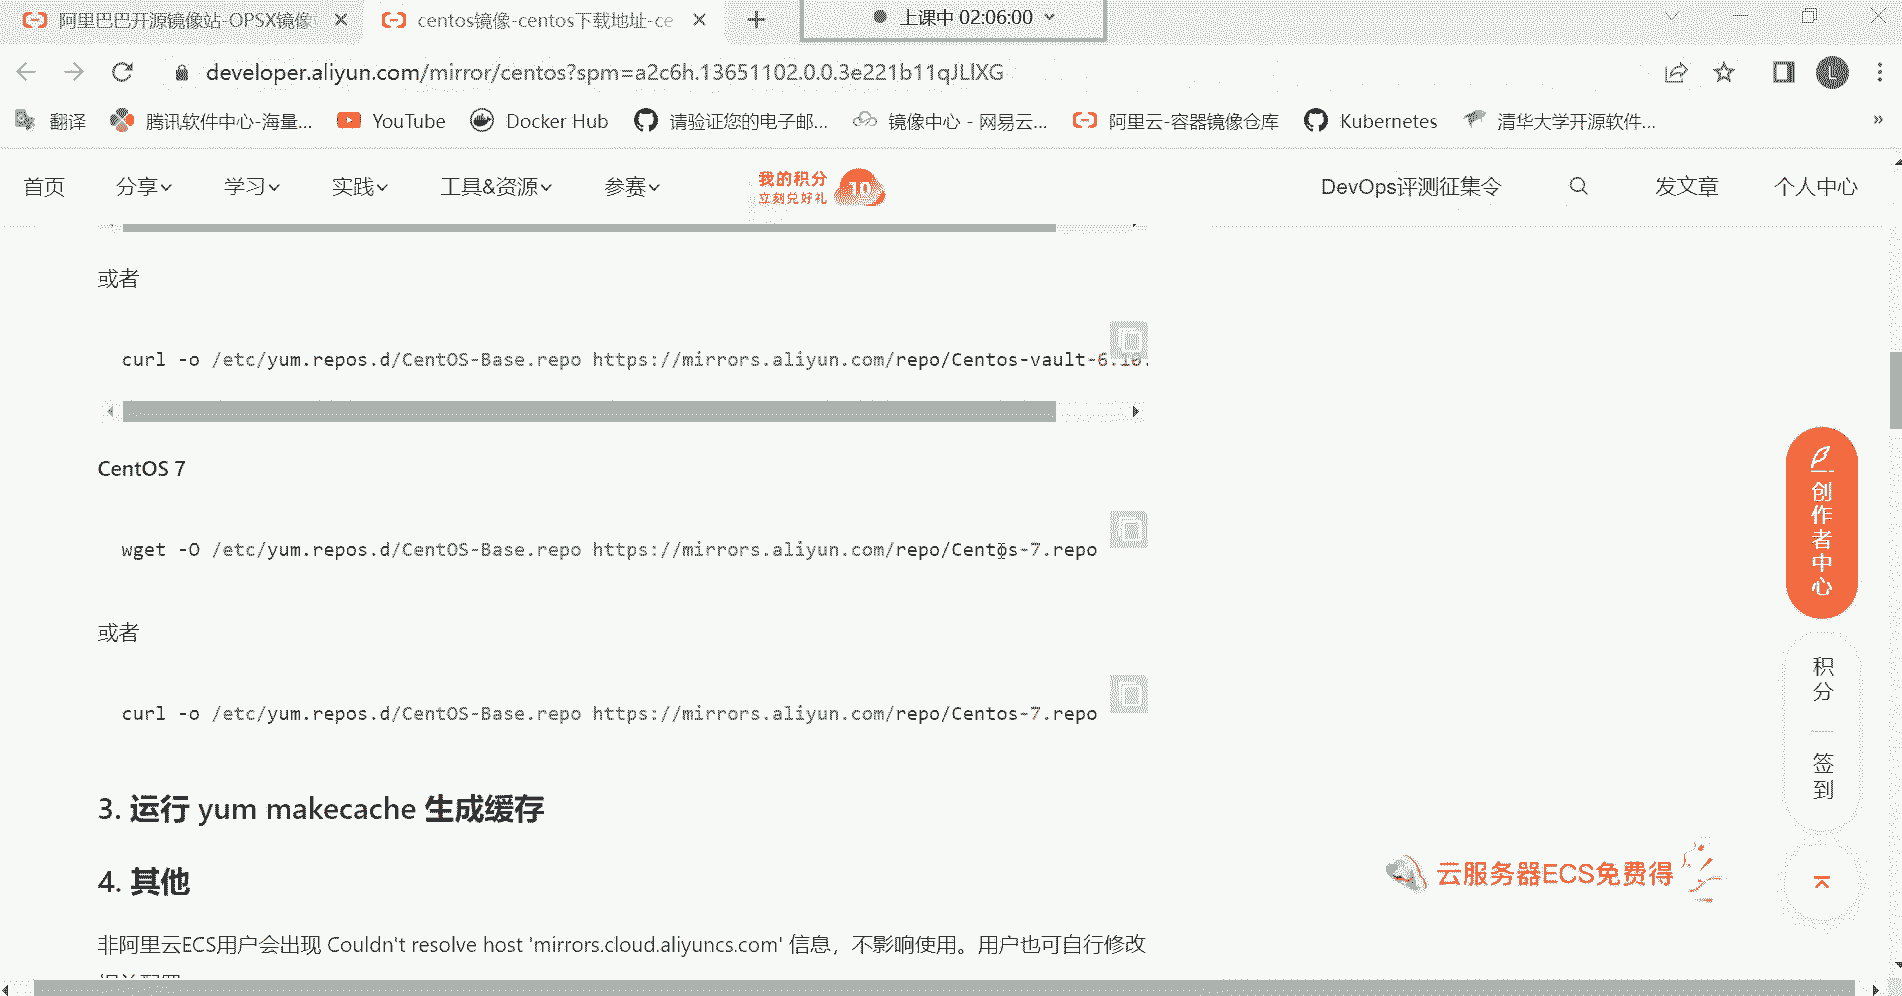 阿里巴巴开源镜像站-OPSX镜像
centos镜像-centos下载地址-ce
上课中 02:06:00
developer.aliyun.com/mirror/centos?spm=a2c6h.13651102.0.0.3e221b11qJLlXG
L
翻译
腾讯软件中心-海量...
YouTube
Docker Hub
请验证您的电子邮...
镜像中心 - 网易云...
阿里云-容器镜像仓库
Kubernetes
清华大学开源软件...
»
首页
分享
学习
实践
工具&资源
参赛
我的积分
立刻兑好礼
10
DevOps评测征集令
发文章
个人中心
或者
curl -o /etc/yum.repos.d/CentOS-Base.repo https://mirrors.aliyun.com/repo/Centos-vault-6.10.
CentOS 7
wget -O /etc/yum.repos.d/CentOS-Base.repo https://mirrors.aliyun.com/repo/Centos-7.repo
或者
curl -o /etc/yum.repos.d/CentOS-Base.repo https://mirrors.aliyun.com/repo/Centos-7.repo
3. 运行 yum makecache 生成缓存
4. 其他
非阿里云ECS用户会出现 Couldn't resolve host 'mirrors.cloud.aliyuncs.com' 信息，不影响使用。用户也可自行修改
创作者中心
积分
签到
云服务器ECS免费得